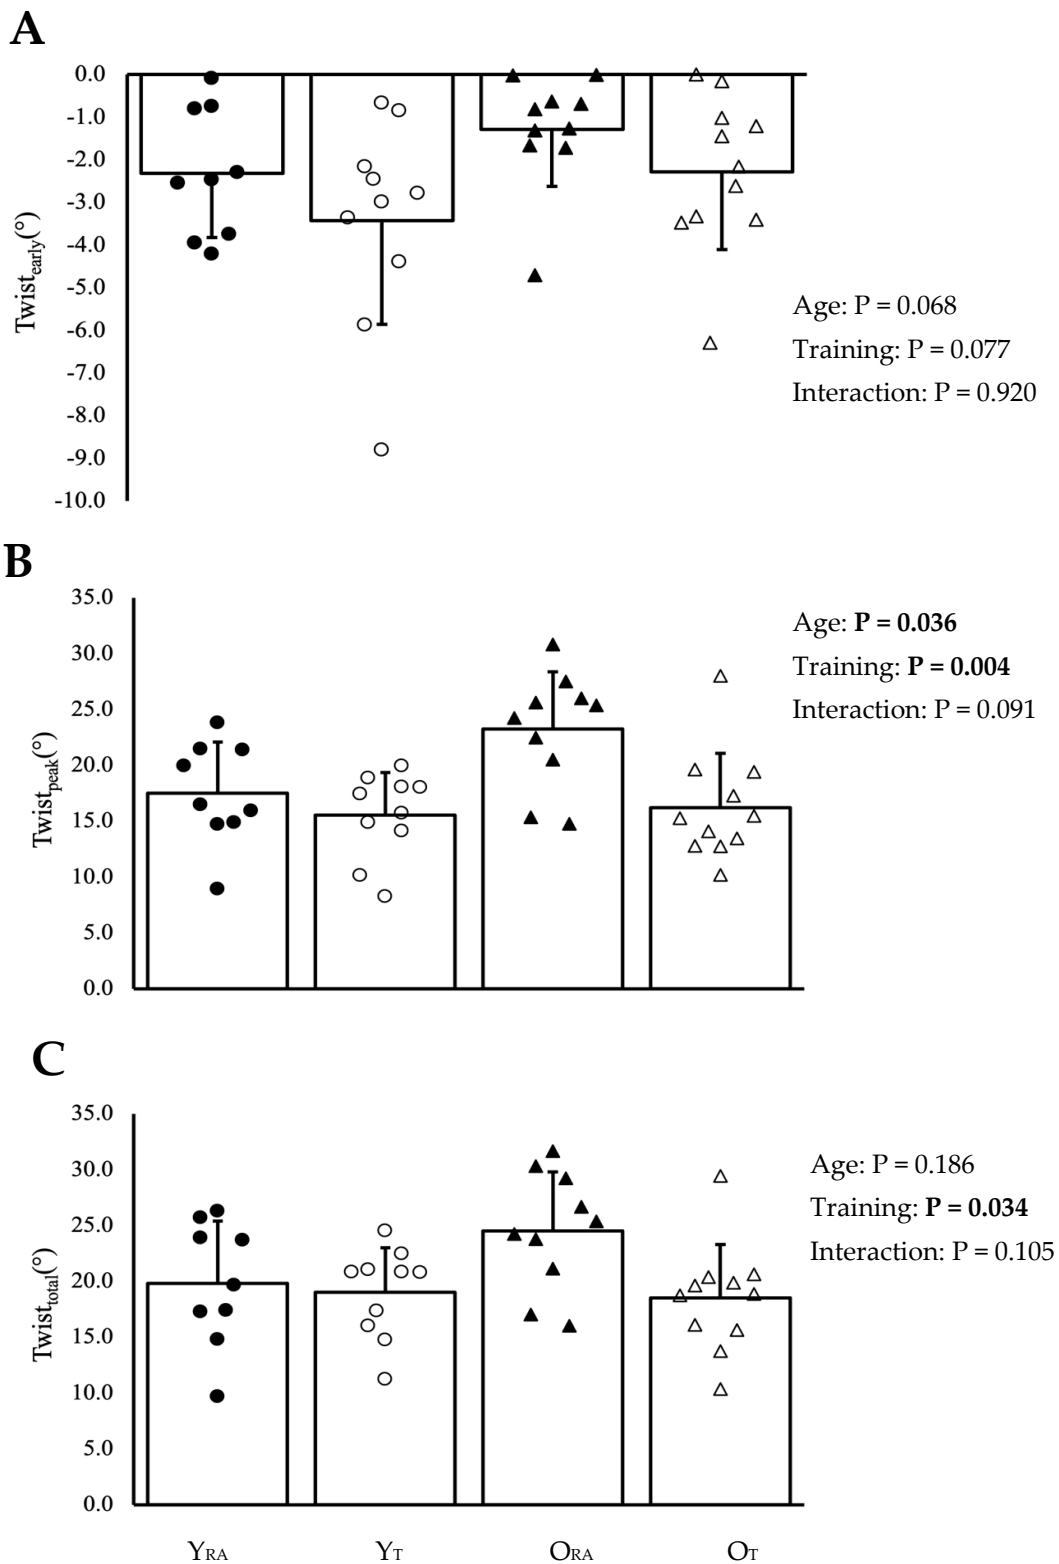 A
0.0
-1.0
-2.0
-3.0
-4.0
-5.0
-6.0
-7.0
-8.0
-9.0
-10.0
Twistearly(°)
Age: P = 0.068
Training: P = 0.077
Interaction: P = 0.920
B
35.0
30.0
25.0
20.0
15.0
10.0
5.0
0.0
Twistpeak(°)
Age: P = 0.036
Training: P = 0.004
Interaction: P = 0.091
C
35.0
30.0
25.0
20.0
15.0
10.0
5.0
0.0
Twisttotal(°)
Age: P = 0.186
Training: P = 0.034
Interaction: P = 0.105
YRA YT ORA OT